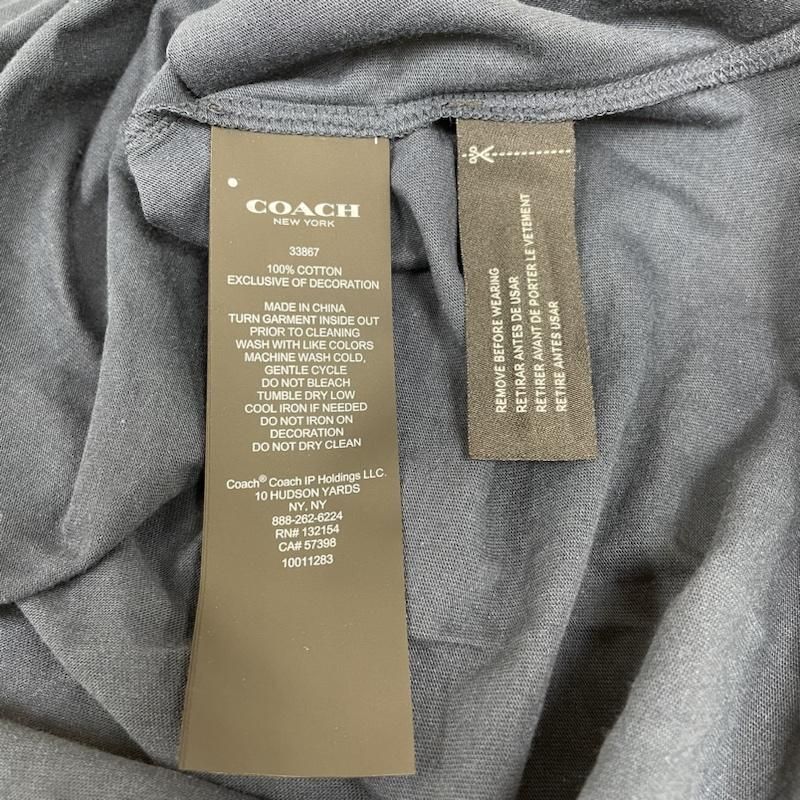 COACH
NEW YORK
33867
100% COTTON
EXCLUSIVE OF DECORATION
MADE IN CHINA
TURN GARMENT INSIDE OUT
PRIOR TO CLEANING
WASH WITH LIKE COLORS
MACHINE WASH COLD,
GENTLE CYCLE
DO NOT BLEACH
TUMBLE DRY LOW
COOL IRON IF NEEDED
DO NOT IRON ON
DECORATION
DO NOT DRY CLEAN
Coach® Coach IP Holdings LLC.
10 HUDSON YARDS
NY, NY
888-262-6224
RN# 132154
CA# 57398
10011283
REMOVE BEFORE WEARING
RETIRAR ANTES DE USAR
RETIRER AVANT DE PORTER LE VETEMENT
RETIRE ANTES USAR